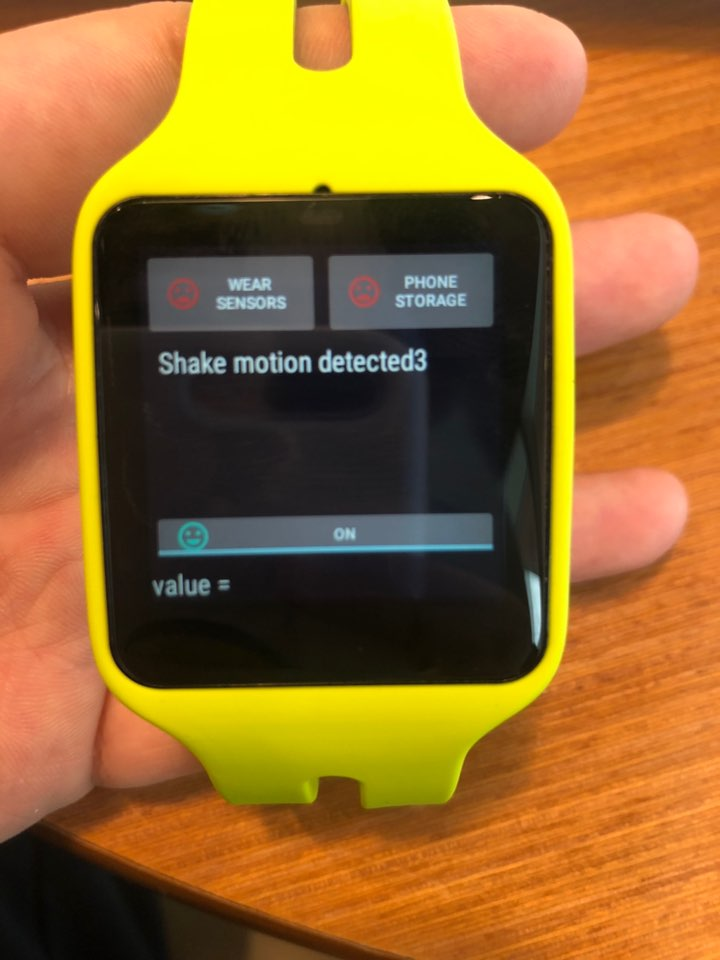 WEAR
SENSORS
PHONE
STORAGE
Shake motion detected3
ON
value =